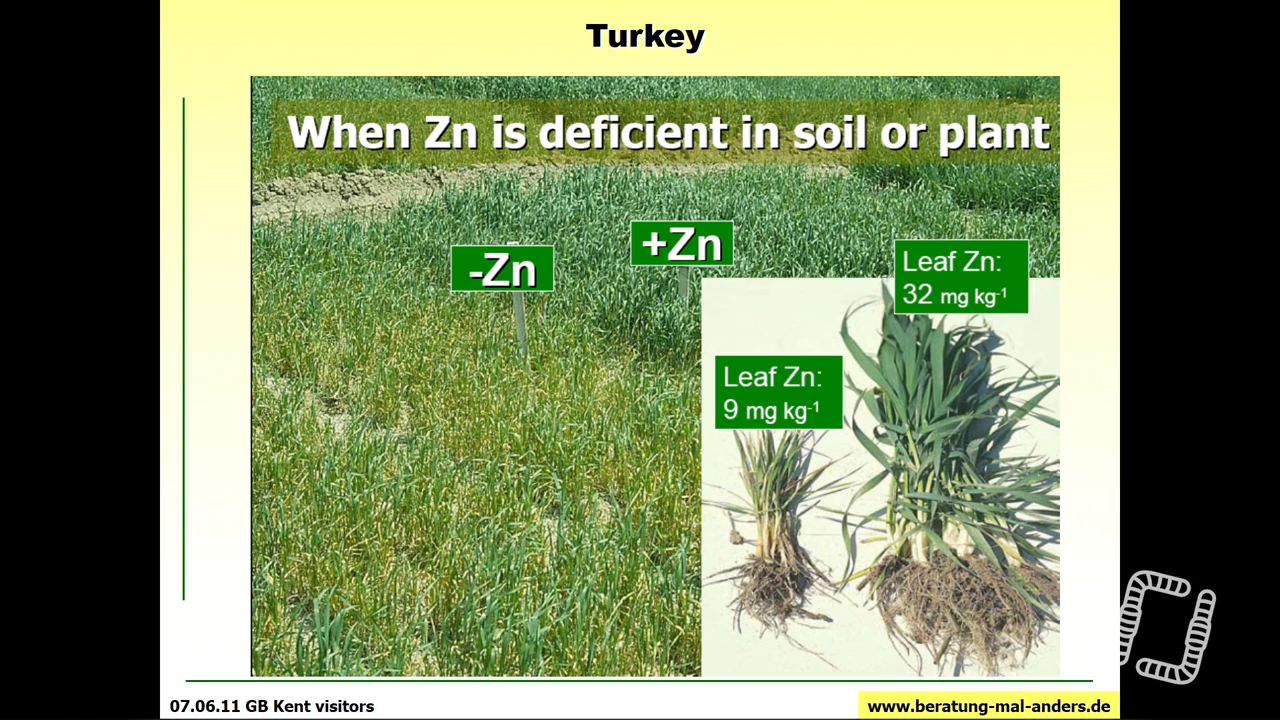 Turkey
When Zn is deficient in soil or plant
-Zn
+Zn
Leaf Zn:
32 mg kg-1
Leaf Zn:
9 mg kg-1
07.06.11 GB Kent visitors
www.beratung-mal-anders.de